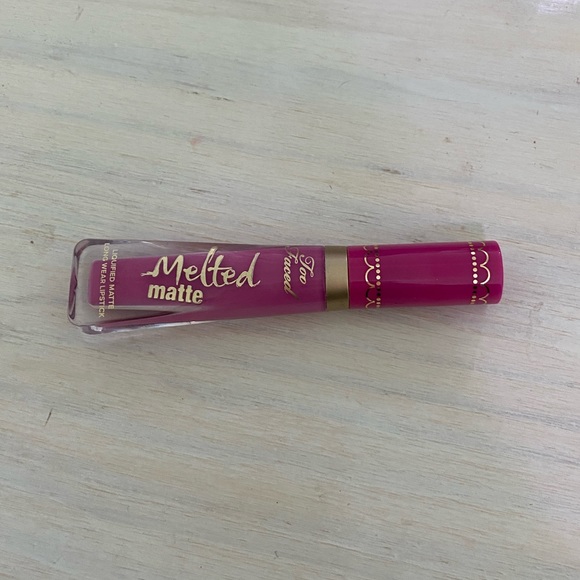 Melted
matte
Too
Faced
LIQUIFIED MATTE
LONG WEAR LIPSTICK